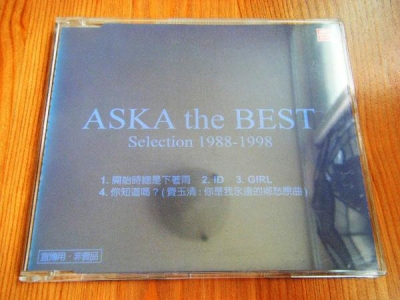 ASKA the BEST
Selection 1988-1998
1. 開始時總是下著雨 2. ID 3. GIRL
4. 你知道嗎？(費玉清：你是我永遠的鄉愁原曲)
宣傳用・非賣品